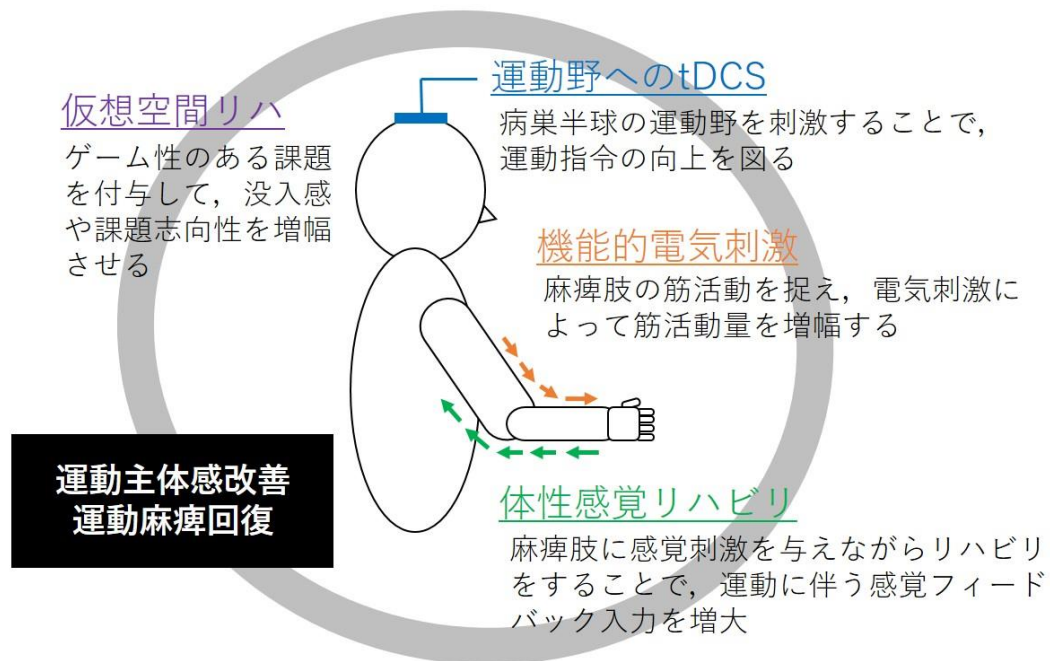 仮想空間リハ
ゲーム性のある課題
を付与して，没入感
や課題志向性を増幅
させる
運動野へのtDCS
病巣半球の運動野を刺激することで，
運動指令の向上を図る
機能的電気刺激
麻痺肢の筋活動を捉え，電気刺激に
よって筋活動量を増幅する
運動主体感改善
運動麻痺回復
体性感覚リハビリ
麻痺肢に感覚刺激を与えながらリハビリ
をすることで，運動に伴う感覚フィード
バック入力を増大